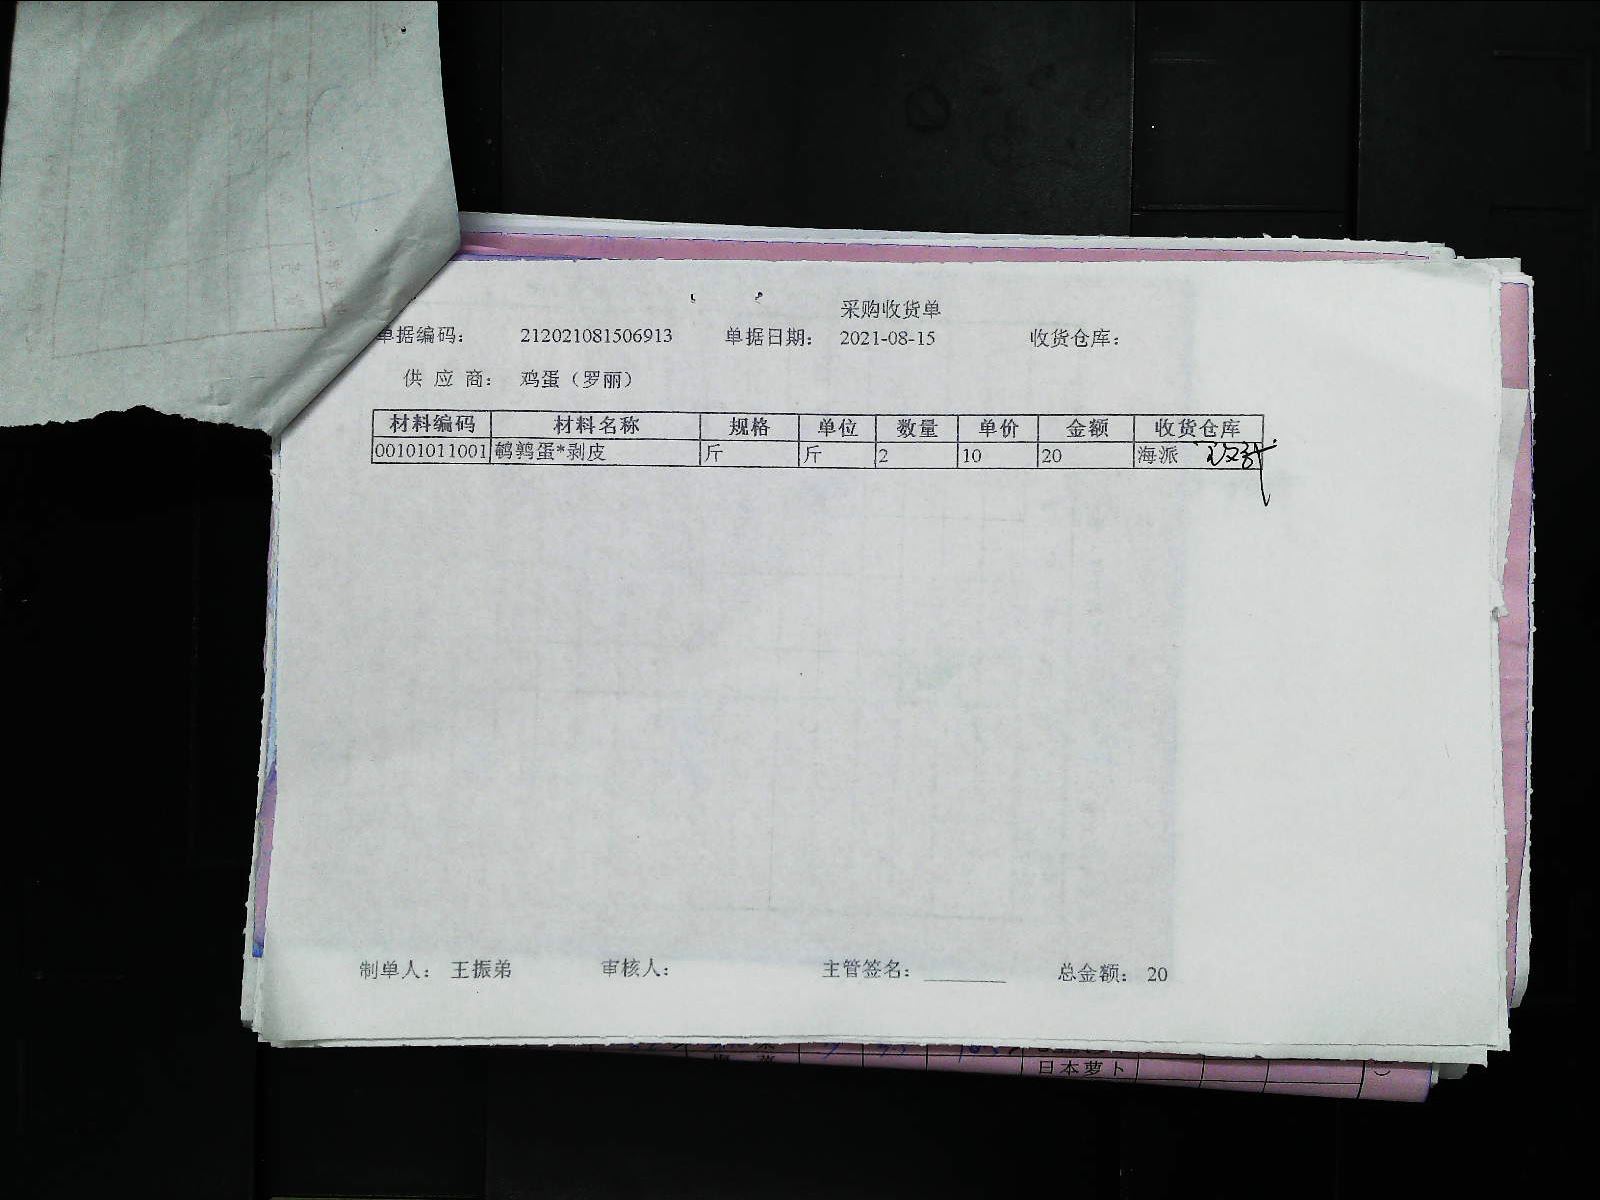 采购收货单
单据编码： 212021081506913 单据日期： 2021-08-15 收货仓库：
供 应 商： 鸡蛋（罗丽）
材料编码 材料名称 规格 单位 数量 单价 金额 收货仓库
00101011001 鹌鹑蛋*剥皮 斤 斤 2 10 20 海派
制单人： 王振弟 审核人： 主管签名： 总金额： 20
日本萝卜